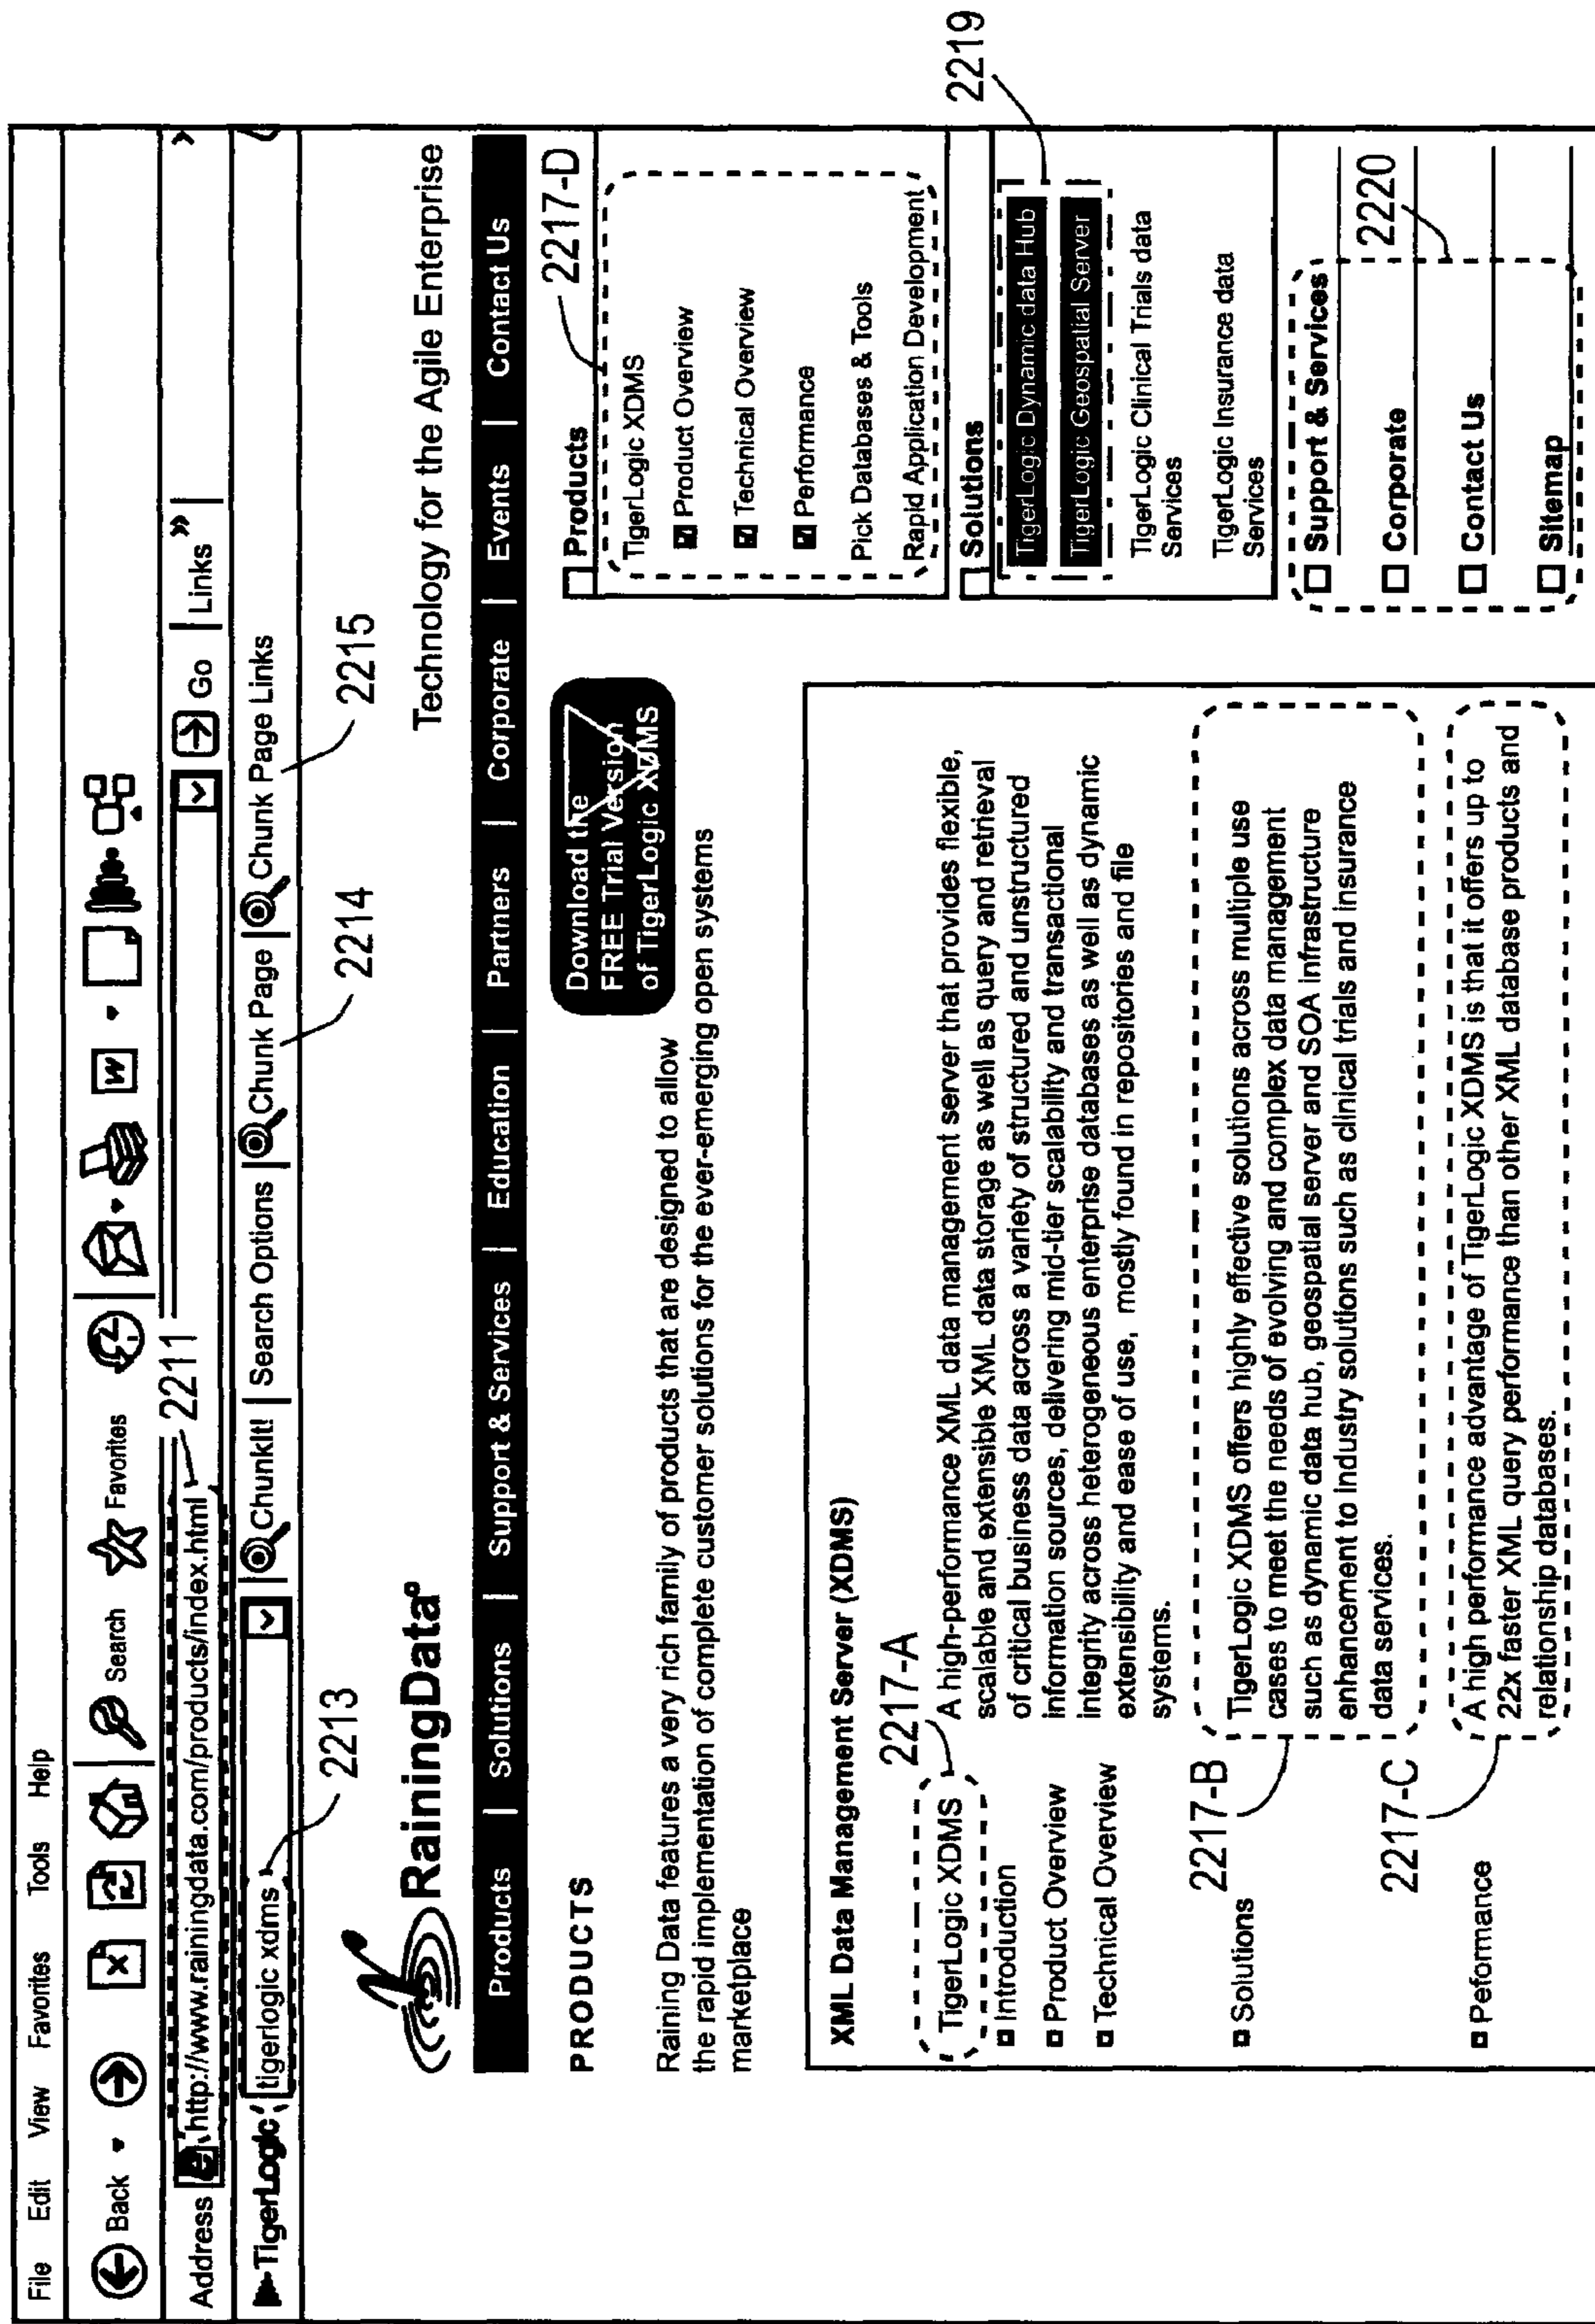 File Edit View Favorites Tools Help
Back Search Favorites W
Address http://www.rainingdata.com/products/index.html 2211 Go Links »
TigerLogic tigerlogic xdms ChunkIt! Search Options Chunk Page Chunk Page Links
2213 2214 2215
RainingData®
Technology for the Agile Enterprise
Products | Solutions | Support & Services | Education | Partners | Corporate | Events | Contact Us
PRODUCTS
Raining Data features a very rich family of products that are designed to allow
the rapid implementation of complete customer solutions for the ever-emerging open systems
marketplace
Download the
FREE Trial Version
of TigerLogic XDMS
XML Data Management Server (XDMS)
2217-A
TigerLogic XDMS
Introduction
Product Overview
Technical Overview
A high-performance XML data management server that provides flexible,
scalable and extensible XML data storage as well as query and retrieval
of critical business data across a variety of structured and unstructured
information sources, delivering mid-tier scalability and transactional
integrity across heterogeneous enterprise databases as well as dynamic
extensibility and ease of use, mostly found in repositories and file
systems.
2217-B
Solutions
TigerLogic XDMS offers highly effective solutions across multiple use
cases to meet the needs of evolving and complex data management
such as dynamic data hub, geospatial server and SOA infrastructure
enhancement to industry solutions such as clinical trials and insurance
data services.
2217-C
Peformance
A high performance advantage of TigerLogic XDMS is that it offers up to
22x faster XML query performance than other XML database products and
relationship databases.
Products
2217-D
TigerLogic XDMS
Product Overview
Technical Overview
Performance
Pick Databases & Tools
Rapid Application Development
Solutions
2219
TigerLogic Dynamic data Hub
TigerLogic Geospatial Server
TigerLogic Clinical Trials data
Services
TigerLogic Insurance data
Services
Support & Services
2220
Corporate
Contact Us
Sitemap